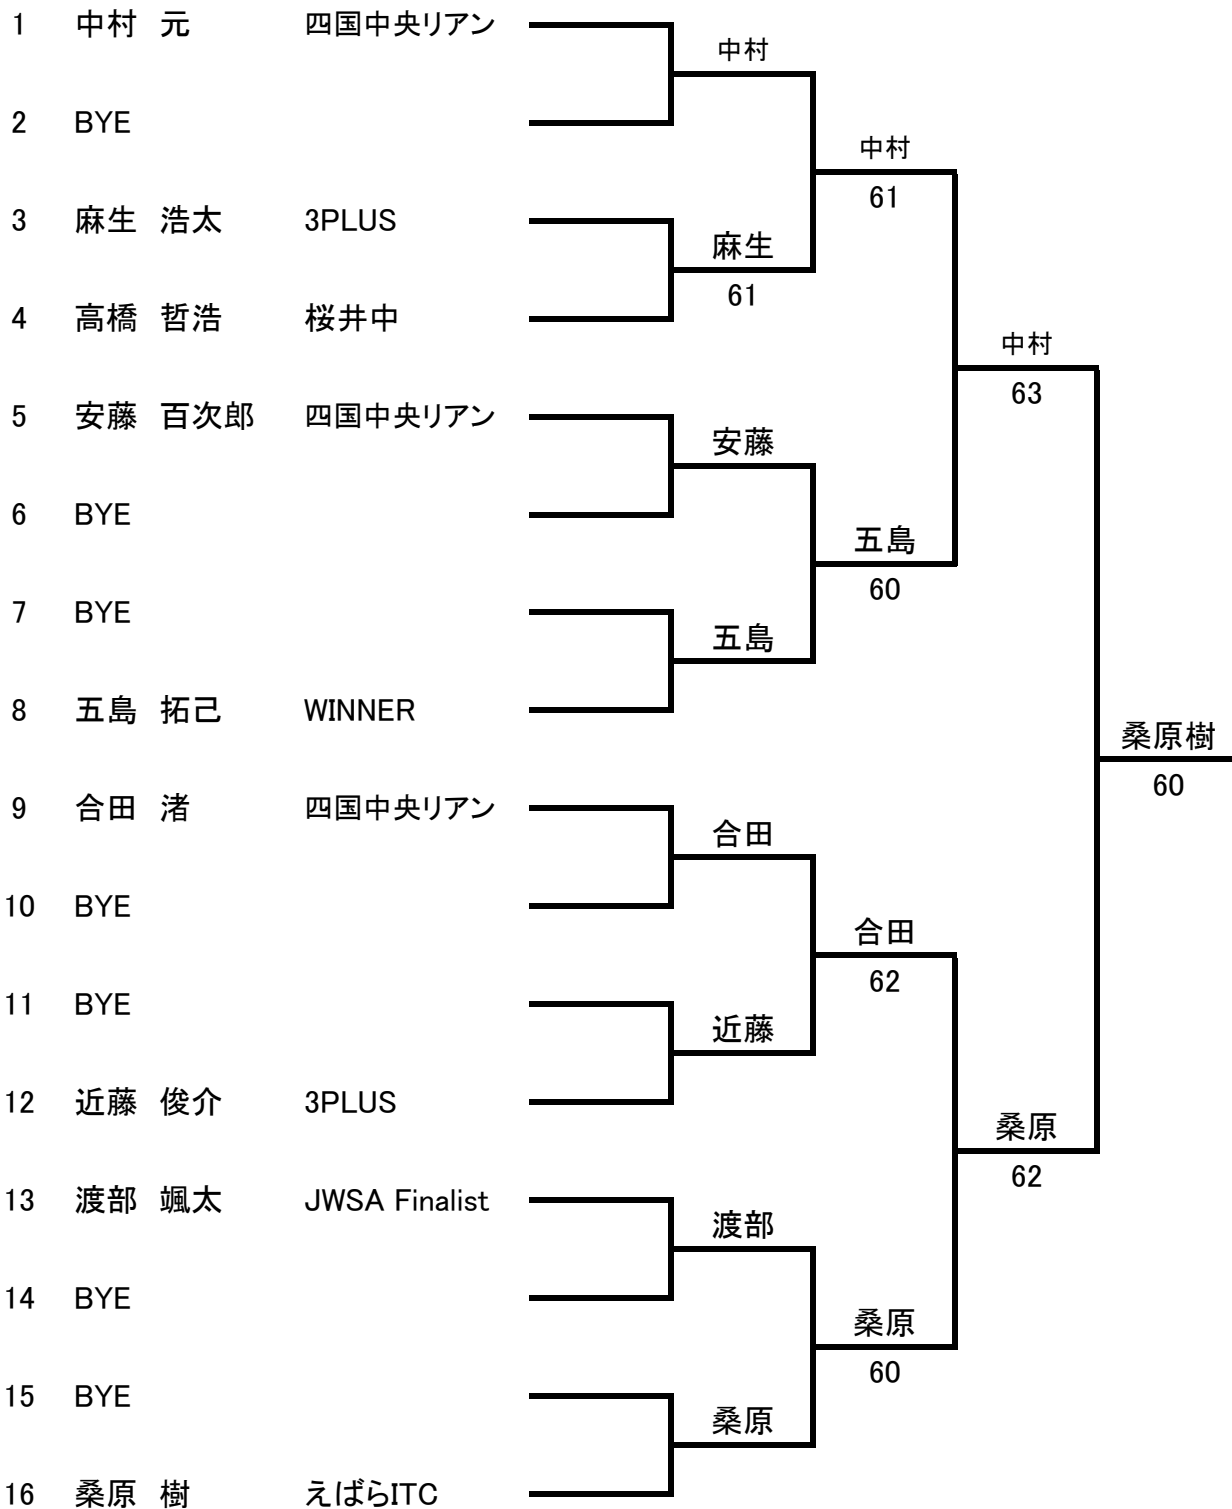 1 中村 元 四国中央リアン
中村
2 BYE
中村
61
3 麻生 浩太 3PLUS
麻生
61
4 高橋 哲浩 桜井中
中村
63
5 安藤 百次郎 四国中央リアン
安藤
6 BYE
五島
60
7 BYE
五島
8 五島 拓己 WINNER
桑原樹
60
9 合田 渚 四国中央リアン
合田
10 BYE
合田
62
11 BYE
近藤
12 近藤 俊介 3PLUS
桑原
62
13 渡部 颯太 JWSA Finalist
渡部
14 BYE
桑原
60
15 BYE
桑原
16 桑原 樹 えばらITC